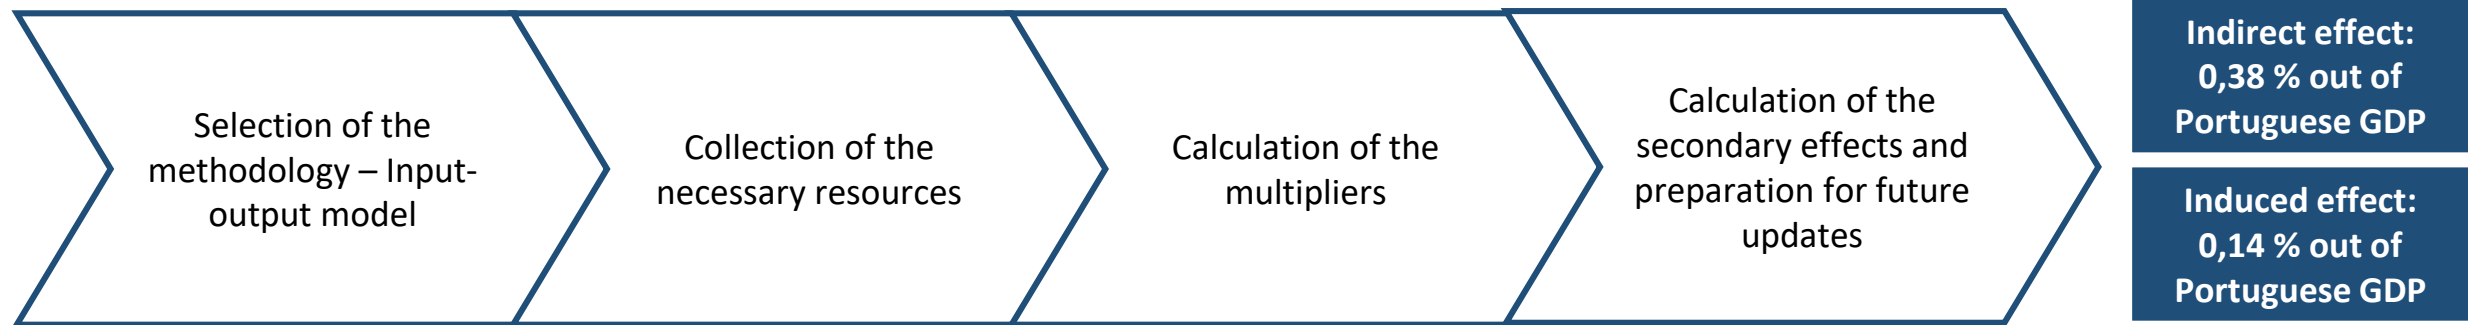 Selection of the
methodology – Input-
output model
Collection of the
necessary resources
Calculation of the
multipliers
Calculation of the
secondary effects and
preparation for future
updates
Indirect effect:
0,38 % out of
Portuguese GDP
Induced effect:
0,14 % out of
Portuguese GDP